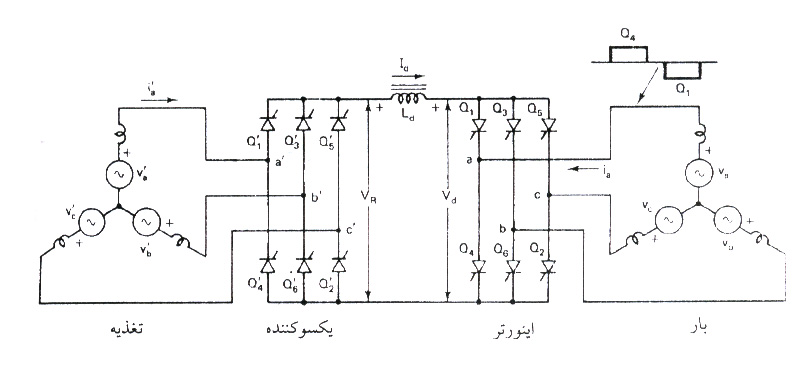 Q4
Q1
i'a
Id
Ld
+ +
Q'1 Q'3 Q'5
Q1 Q3 Q5
a'
b'
c'
VR
Vd
a
c
b
ia
+
v'a
v'c
v'b
+ +
+
va
vc
vb
+ +
Q'4 Q'6 Q'2
Q4 Q6 Q2
تغذیه
یکسوکننده
اینورتر
بار